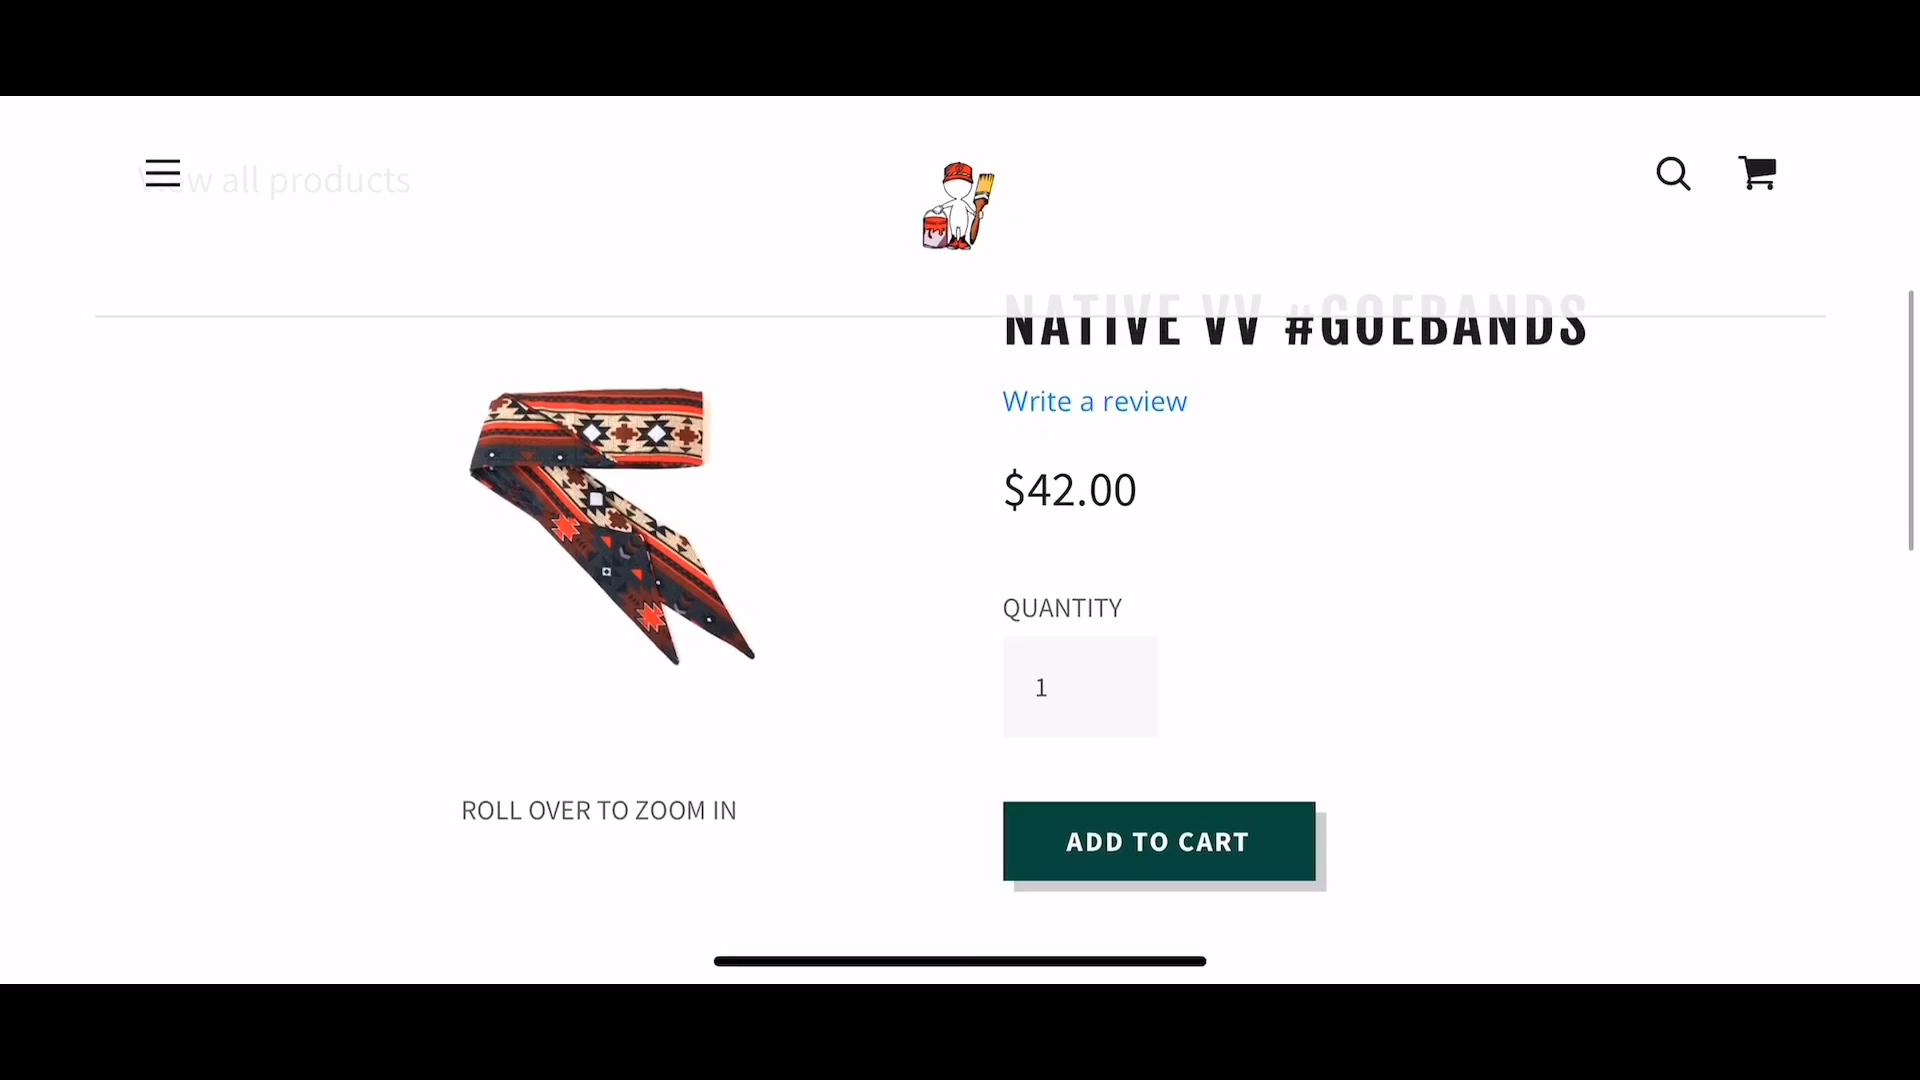 View all products
NATIVE VV #GOEBANDS
Write a review
$42.00
QUANTITY
1
ROLL OVER TO ZOOM IN
ADD TO CART